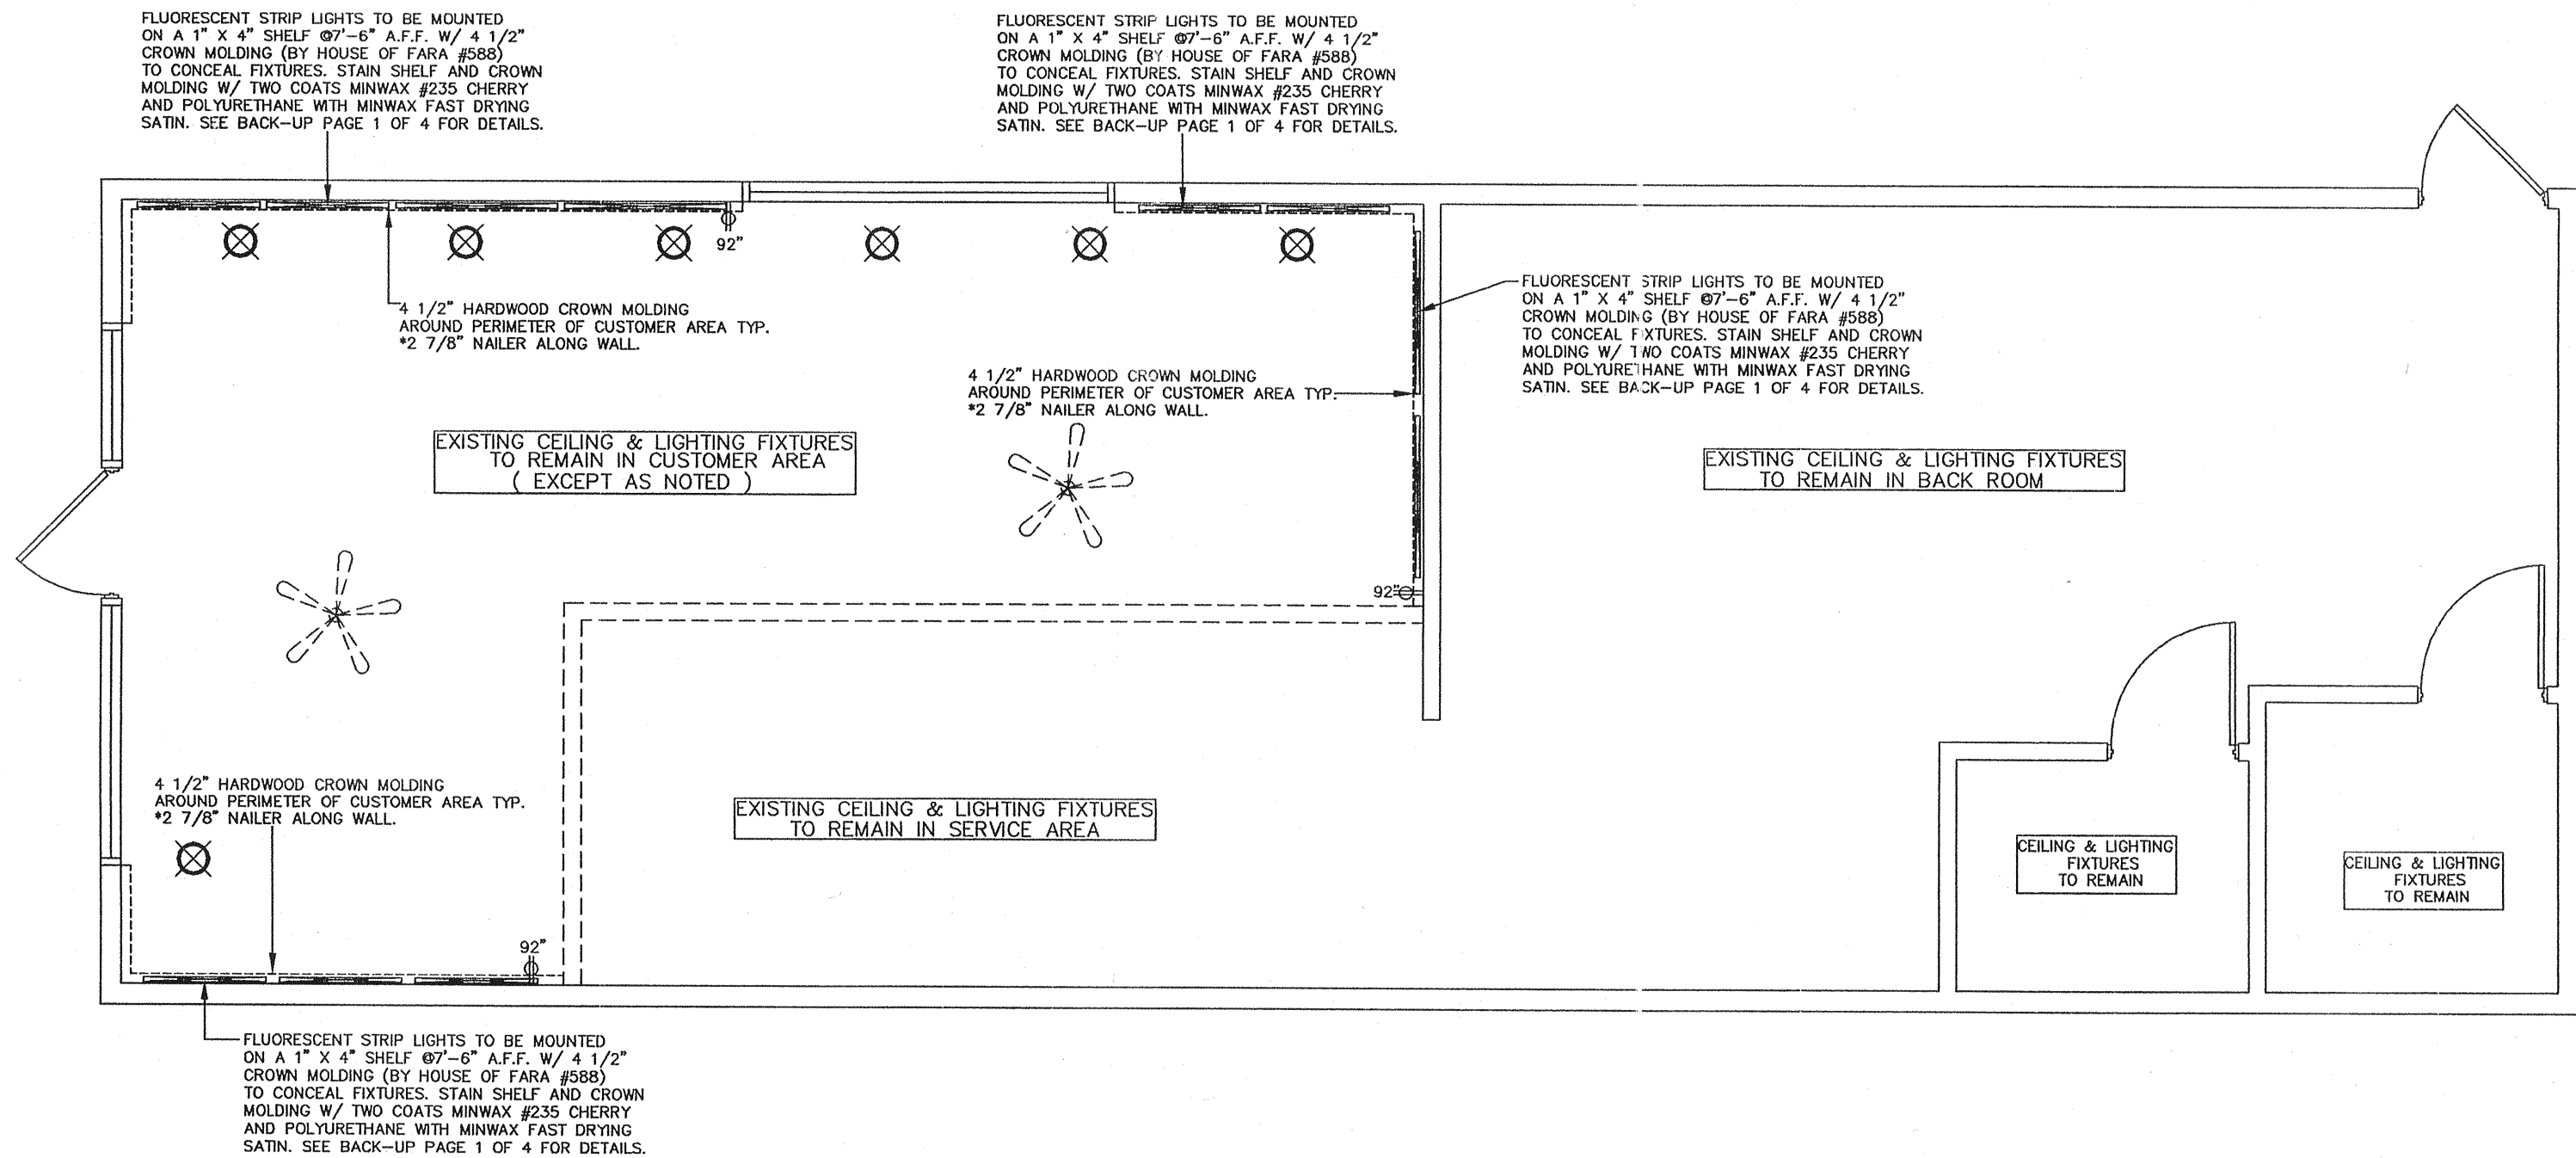 FLUORESCENT STRIP LIGHTS TO BE MOUNTED
ON A 1" X 4" SHELF @7'-6" A.F.F. W/ 4 1/2"
CROWN MOLDING (BY HOUSE OF FARA #588)
TO CONCEAL FIXTURES. STAIN SHELF AND CROWN
MOLDING W/ TWO COATS MINWAX #235 CHERRY
AND POLYURETHANE WITH MINWAX FAST DRYING
SATIN. SEE BACK-UP PAGE 1 OF 4 FOR DETAILS.
FLUORESCENT STRIP LIGHTS TO BE MOUNTED
ON A 1" X 4" SHELF @7'-6" A.F.F. W/ 4 1/2"
CROWN MOLDING (BY HOUSE OF FARA #588)
TO CONCEAL FIXTURES. STAIN SHELF AND CROWN
MOLDING W/ TWO COATS MINWAX #235 CHERRY
AND POLYURETHANE WITH MINWAX FAST DRYING
SATIN. SEE BACK-UP PAGE 1 OF 4 FOR DETAILS.
92"
4 1/2" HARDWOOD CROWN MOLDING
AROUND PERIMETER OF CUSTOMER AREA TYP.
*2 7/8" NAILER ALONG WALL.
FLUORESCENT STRIP LIGHTS TO BE MOUNTED
ON A 1" X 4" SHELF @7'-6" A.F.F. W/ 4 1/2"
CROWN MOLDING (BY HOUSE OF FARA #588)
TO CONCEAL FIXTURES. STAIN SHELF AND CROWN
MOLDING W/ TWO COATS MINWAX #235 CHERRY
AND POLYURETHANE WITH MINWAX FAST DRYING
SATIN. SEE BACK-UP PAGE 1 OF 4 FOR DETAILS.
4 1/2" HARDWOOD CROWN MOLDING
AROUND PERIMETER OF CUSTOMER AREA TYP.
*2 7/8" NAILER ALONG WALL.
EXISTING CEILING & LIGHTING FIXTURES
TO REMAIN IN CUSTOMER AREA
( EXCEPT AS NOTED )
EXISTING CEILING & LIGHTING FIXTURES
TO REMAIN IN BACK ROOM
92"
4 1/2" HARDWOOD CROWN MOLDING
AROUND PERIMETER OF CUSTOMER AREA TYP.
*2 7/8" NAILER ALONG WALL.
EXISTING CEILING & LIGHTING FIXTURES
TO REMAIN IN SERVICE AREA
CEILING & LIGHTING
FIXTURES
TO REMAIN
CEILING & LIGHTING
FIXTURES
TO REMAIN
92"
FLUORESCENT STRIP LIGHTS TO BE MOUNTED
ON A 1" X 4" SHELF @7'-6" A.F.F. W/ 4 1/2"
CROWN MOLDING (BY HOUSE OF FARA #588)
TO CONCEAL FIXTURES. STAIN SHELF AND CROWN
MOLDING W/ TWO COATS MINWAX #235 CHERRY
AND POLYURETHANE WITH MINWAX FAST DRYING
SATIN. SEE BACK-UP PAGE 1 OF 4 FOR DETAILS.